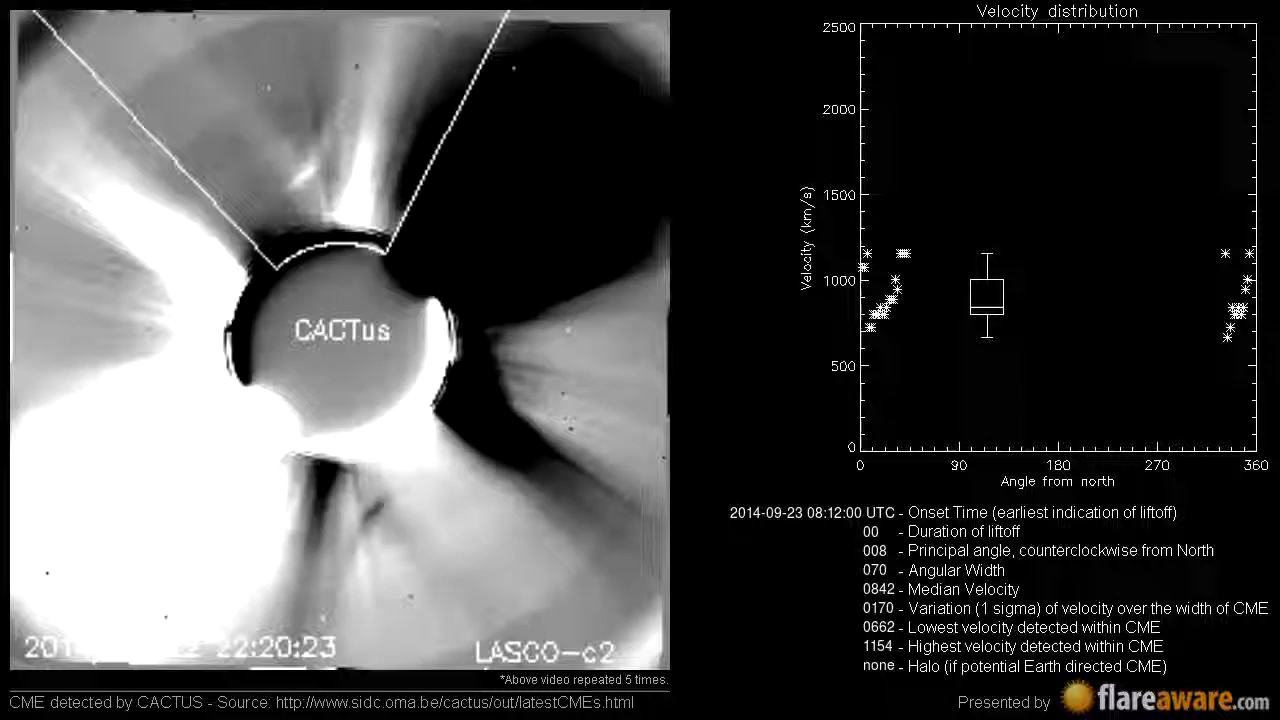 CACTus
22:20:23
LASCO-c2
*Above video repeated 5 times.
CME detected by CACTUS - Source: http://www.sidc.oma.be/cactus/out/latestCMEs.html
Velocity distribution
2500
2000
1500
1000
500
0
Velocity (km/s)
0 90 180 270 360
Angle from north
2014-09-23 08:12:00 UTC - Onset Time (earliest indication of liftoff)
00 - Duration of liftoff
008 - Principal angle, counterclockwise from North
070 - Angular Width
0842 - Median Velocity
0170 - Variation (1 sigma) of velocity over the width of CME
0662 - Lowest velocity detected within CME
1154 - Highest velocity detected within CME
none - Halo (if potential Earth directed CME)
Presented by flareaware.com